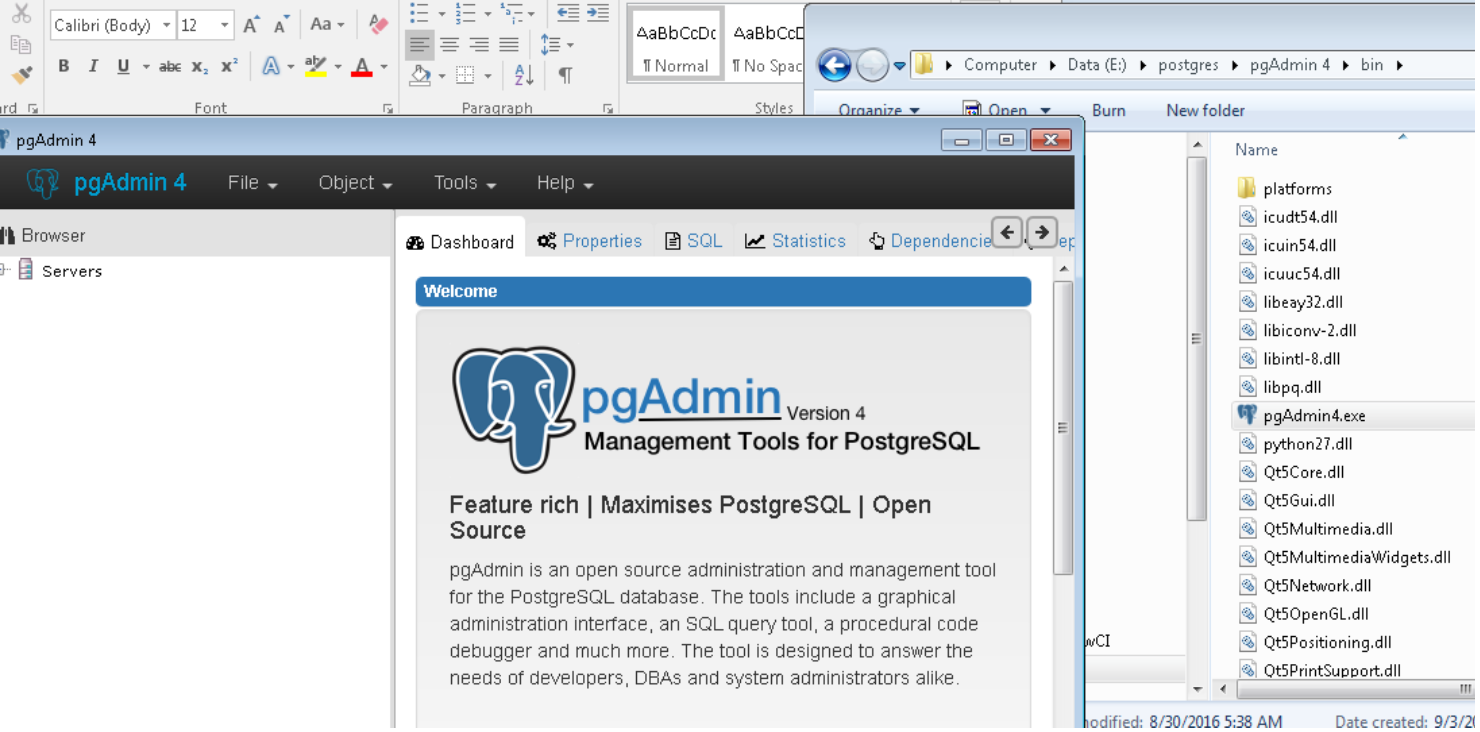 Calibri (Body) 12 A A Aa
B I U abc X₂ X² A aby A
A Z ¶
AaBbCcDc AaBbCcD
¶ Normal ¶ No Spac
rd Font Paragraph Styles
Computer Data (E:) postgres pgAdmin 4 bin
Organize Open Burn New folder
pgAdmin 4
pgAdmin 4 File Object Tools Help
Browser
Servers
Dashboard Properties SQL Statistics Dependencie ep
Welcome
pgAdmin Version 4
Management Tools for PostgreSQL
Feature rich | Maximises PostgreSQL | Open
Source
pgAdmin is an open source administration and management tool
for the PostgreSQL database. The tools include a graphical
administration interface, an SQL query tool, a procedural code
debugger and much more. The tool is designed to answer the
needs of developers, DBAs and system administrators alike.
Name
platforms
icudt54.dll
icuin54.dll
icuuc54.dll
libeay32.dll
libiconv-2.dll
libintl-8.dll
libpq.dll
pgAdmin4.exe
python27.dll
Qt5Core.dll
Qt5Gui.dll
Qt5Multimedia.dll
Qt5MultimediaWidgets.dll
Qt5Network.dll
Qt5OpenGL.dll
Qt5Positioning.dll
Qt5PrintSupport.dll
wCI
odified: 8/30/2016 5:38 AM Date created: 9/3/20